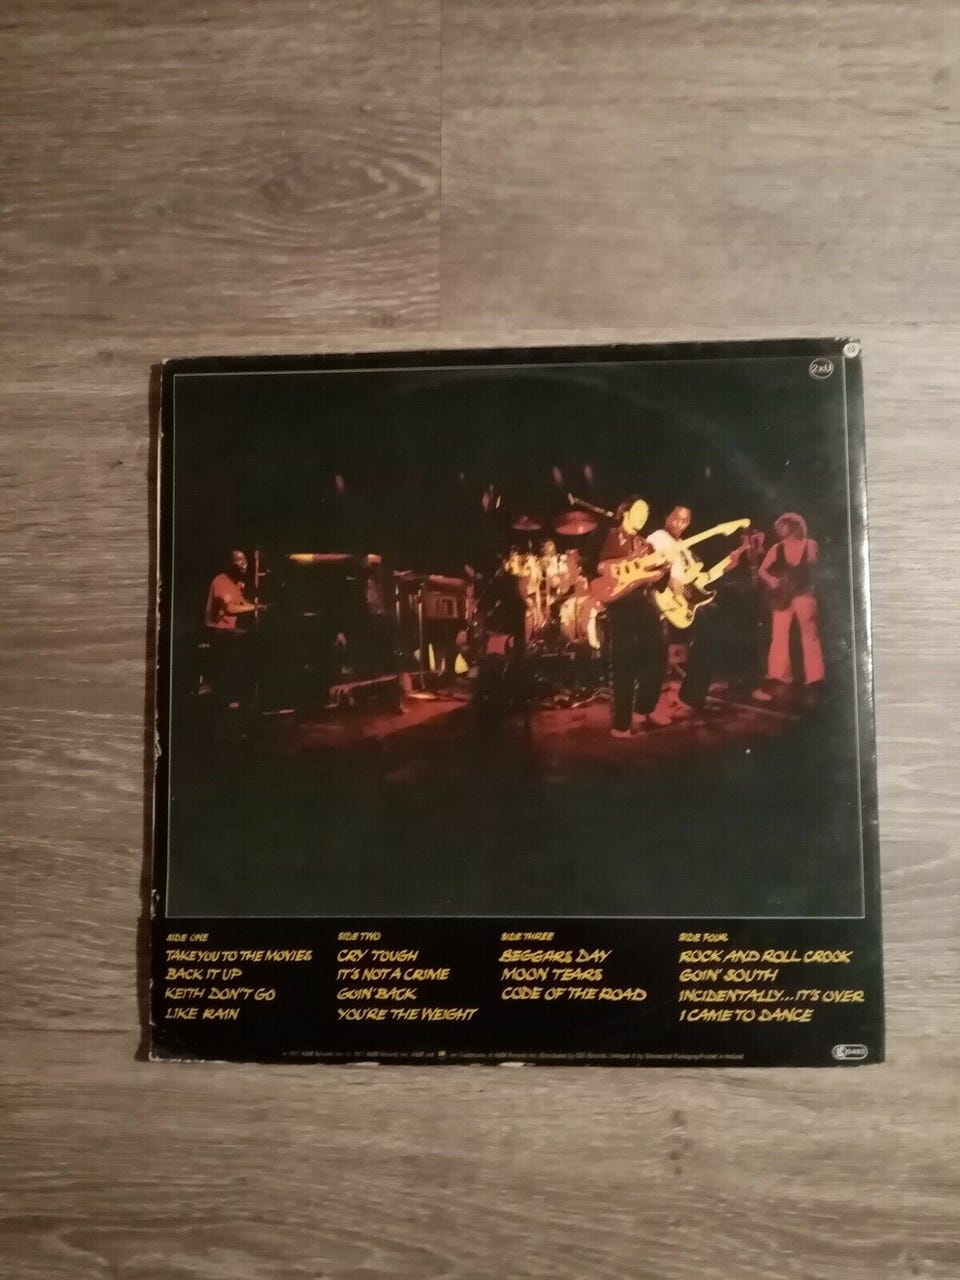 2xU
SIDE ONE
TAKE YOU TO THE MOVIES
BACK IT UP
KEITH DON'T GO
LIKE RAIN
SIDE TWO
CRY TOUGH
IT'S NOT A CRIME
GOIN' BACK
YOU'RE THE WEIGHT
SIDE THREE
BEGGARS DAY
MOON TEARS
CODE OF THE ROAD
SIDE FOUR
ROCK AND ROLL CROOK
GOIN' SOUTH
INCIDENTALLY...IT'S OVER
I CAME TO DANCE